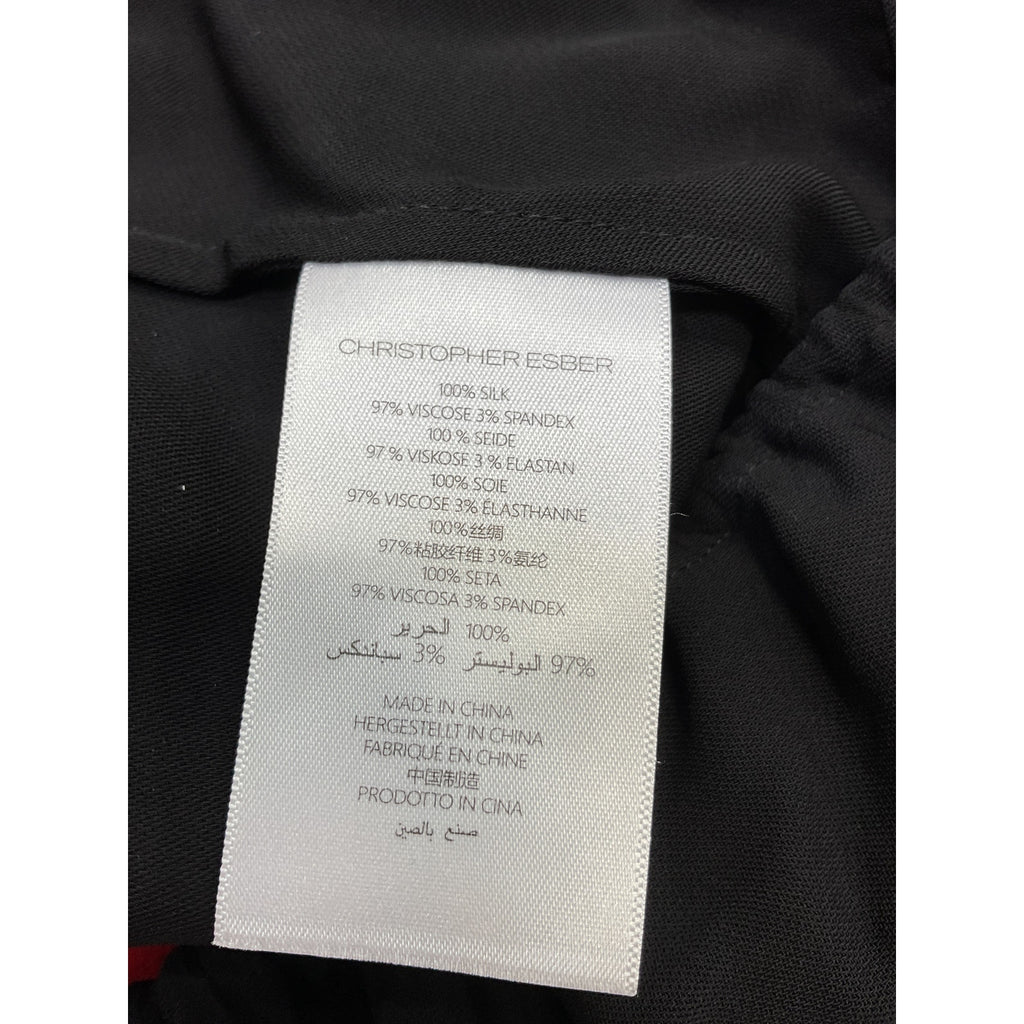 CHRISTOPHER ESBER
100% SILK
97% VISCOSE 3% SPANDEX
100 % SEIDE
97 % VISKOSE 3 % ELASTAN
100% SOIE
97% VISCOSE 3% ÉLASTHANNE
100%丝绸
97%粘胶纤维 3%氨纶
100% SETA
97% VISCOSA 3% SPANDEX
100% الحرير
97% البوليستر 3% سباندكس
MADE IN CHINA
HERGESTELLT IN CHINA
FABRIQUÉ EN CHINE
中国制造
PRODOTTO IN CINA
صنع بالصين